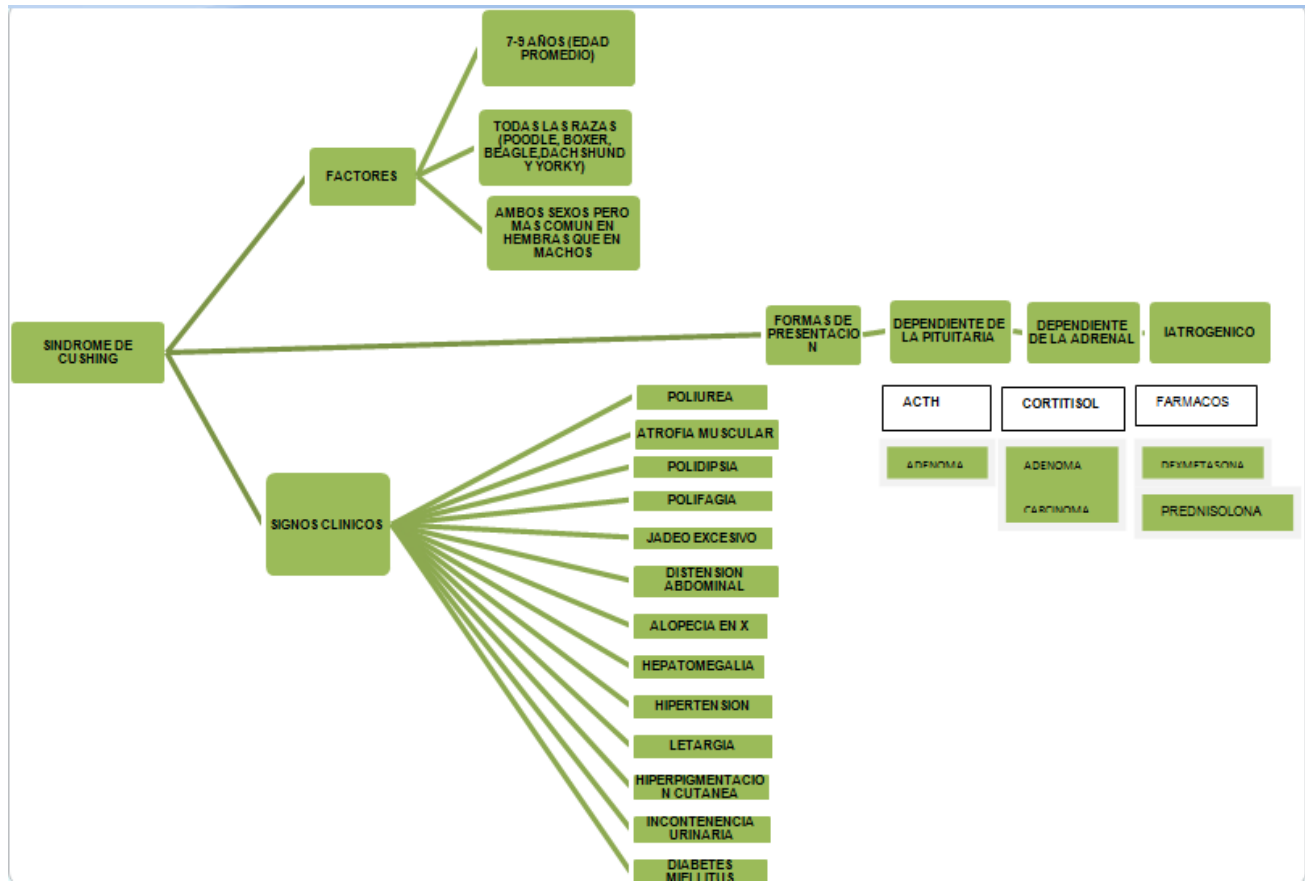 7-9 AÑOS (EDAD
PROMEDIO)
TODAS LAS RAZAS
(POODLE, BOXER,
BEAGLE,DACHSHUND
Y YORKY)
FACTORES
AMBOS SEXOS PERO
MAS COMUN EN
HEMBRAS QUE EN
MACHOS
SINDROME DE
CUSHING
FORMAS DE
PRESENTACIO
N
DEPENDIENTE DE
LA PITUITARIA
DEPENDIENTE
DE LA ADRENAL
IATROGENICO
ACTH
CORTITISOL
FARMACOS
ADENOMA
ADENOMA
CARCINOMA
DEXMETASONA
PREDNISOLONA
SIGNOS CLINICOS
POLIUREA
ATROFIA MUSCULAR
POLIDIPSIA
POLIFAGIA
JADEO EXCESIVO
DISTENSION
ABDOMINAL
ALOPECIA EN X
HEPATOMEGALIA
HIPERTENSION
LETARGIA
HIPERPIGMENTACIO
N CUTANEA
INCONTENENCIA
URINARIA
DIABETES
MIELLITUS